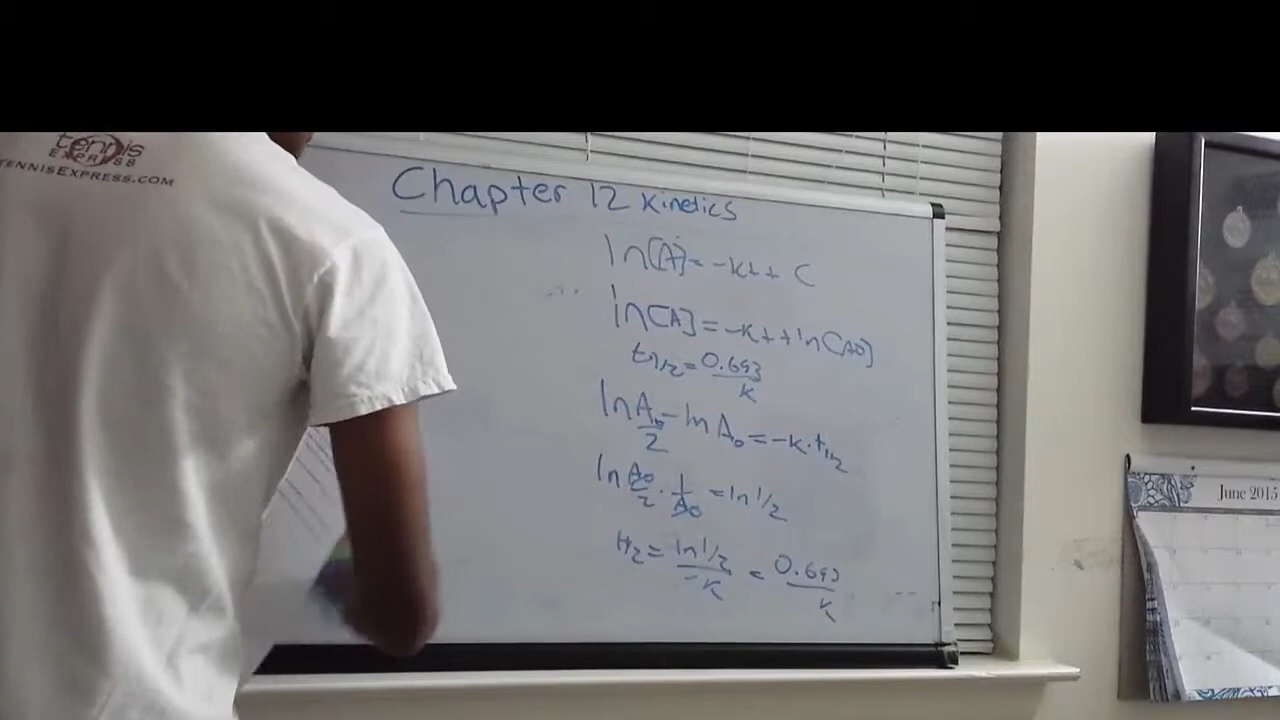 tennis
EXPRESS
TENNISEXPRESS.COM
Chapter 12 Kinetics
ln[A] = -kt + C
ln[A] = -kt + ln[A0]
t1/2 = 0.693/K
ln A0/2 - ln A0 = -k·t1/2
ln A0/2 · 1/A0 = ln 1/2
= ln 1/2/-K = 0.693/K
June 2015